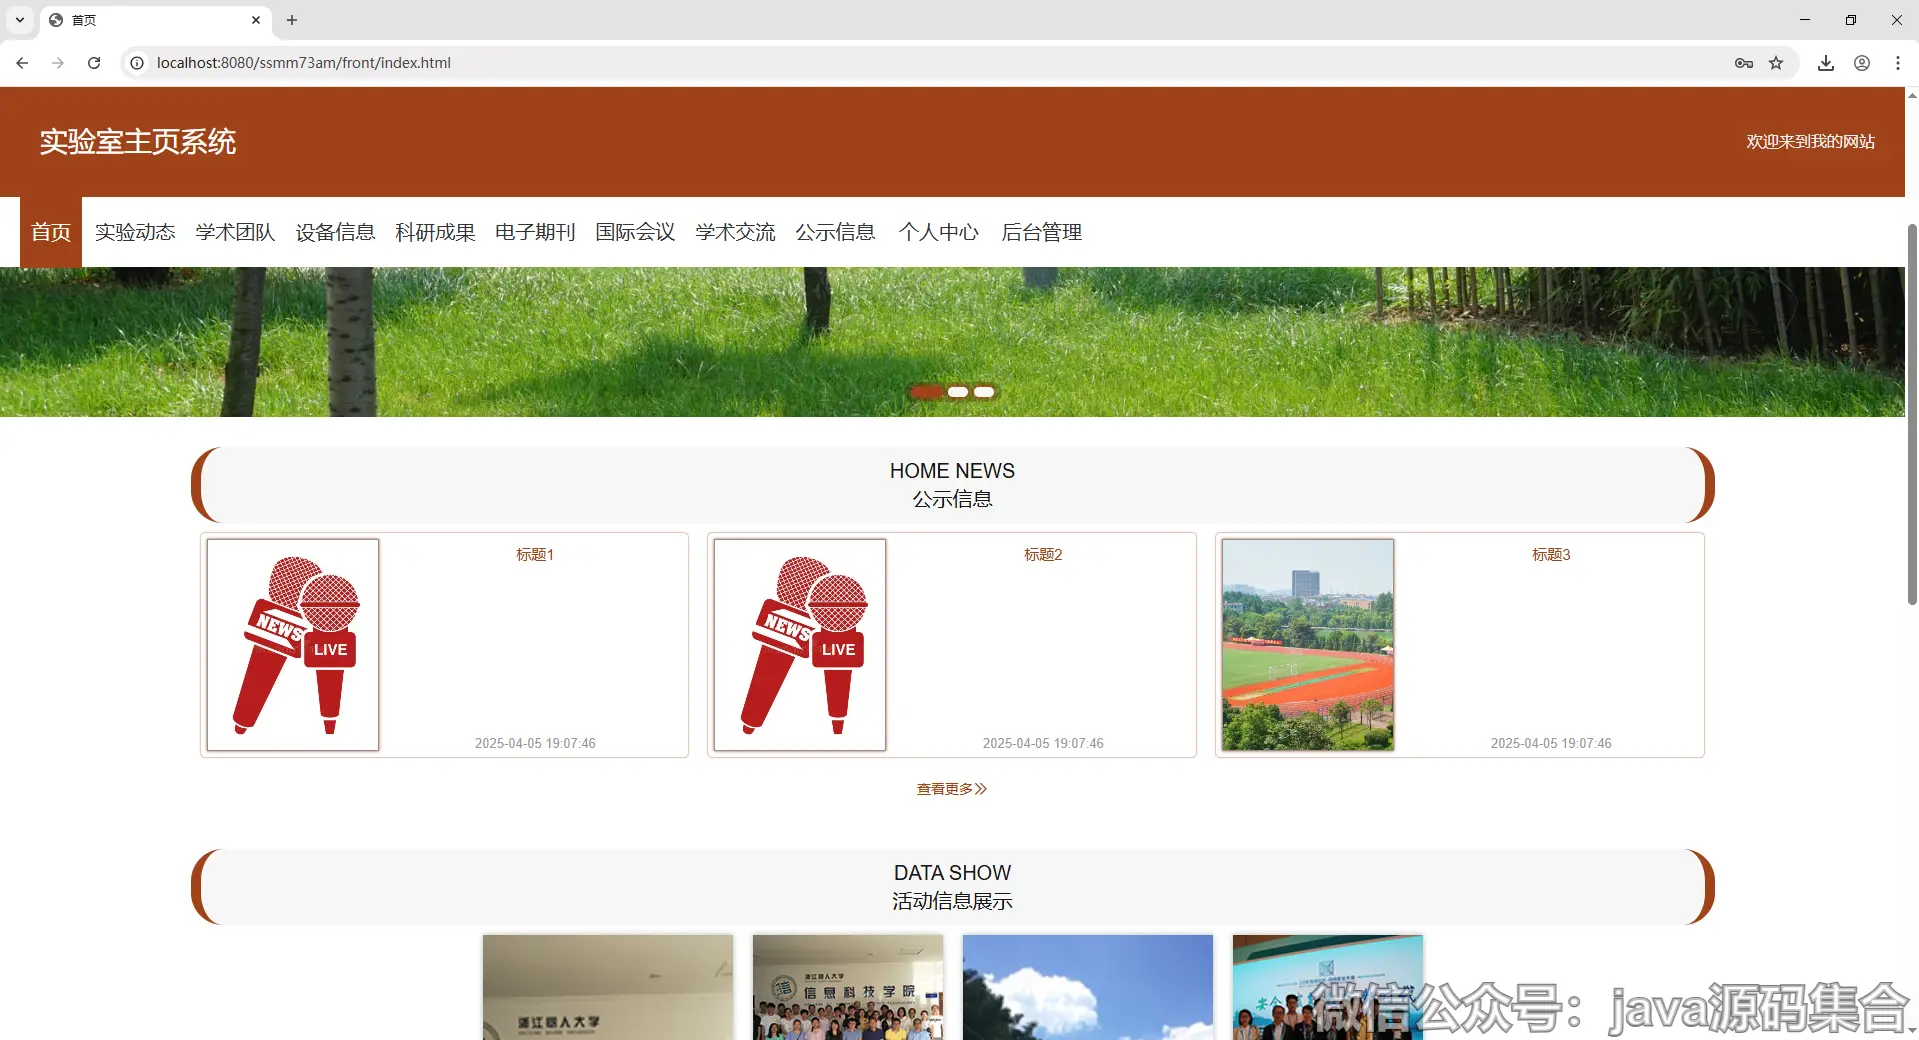 首页
localhost:8080/ssmm73am/front/index.html
实验室主页系统
欢迎来到我的网站
首页 实验动态 学术团队 设备信息 科研成果 电子期刊 国际会议 学术交流 公示信息 个人中心 后台管理
HOME NEWS
公示信息
NEWS
LIVE
标题1
2025-04-05 19:07:46
NEWS
LIVE
标题2
2025-04-05 19:07:46
标题3
2025-04-05 19:07:46
查看更多
DATA SHOW
活动信息展示
信息科技学院
微信公众号：java源码集合